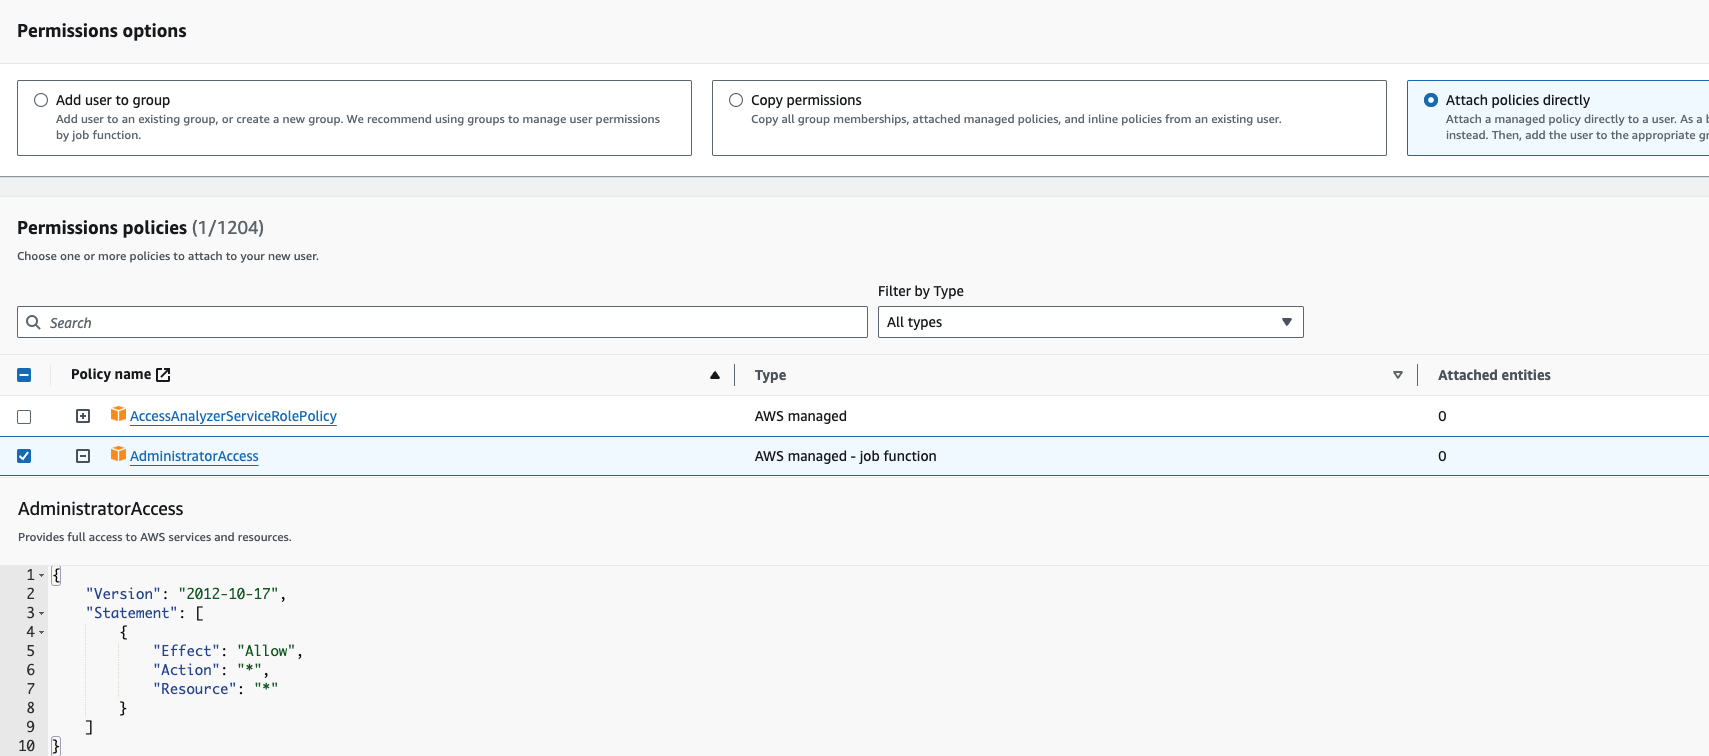 Permissions options
Add user to group
Add user to an existing group, or create a new group. We recommend using groups to manage user permissions
by job function.
Copy permissions
Copy all group memberships, attached managed policies, and inline policies from an existing user.
Attach policies directly
Attach a managed policy directly to a user. As a
instead. Then, add the user to the appropriate
Permissions policies (1/1204)
Choose one or more policies to attach to your new user.
Filter by Type
Search
All types
Policy name
Type
Attached entities
AccessAnalyzerServiceRolePolicy
AWS managed
0
AdministratorAccess
AWS managed - job function
0
AdministratorAccess
Provides full access to AWS services and resources.
1 {
2 "Version": "2012-10-17",
3 "Statement": [
4 {
5 "Effect": "Allow",
6 "Action": "*",
7 "Resource": "*"
8 }
9 ]
10 }